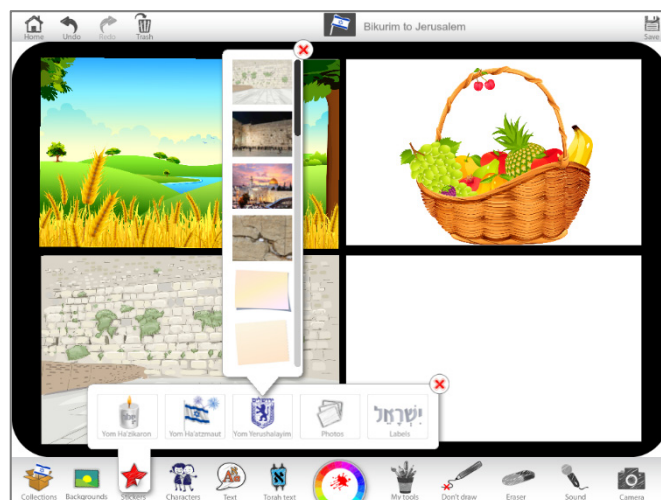 Home Undo Redo Trash Bikurim to Jerusalem Save
Yom Ha'zikaron Yom Ha'atzmaut Yom Yerushalayim Photos Labels
יִשְׂרָאֵל
Collections Backgrounds Stickers Characters Text Torah text My tools Don't draw Eraser Sound Camera